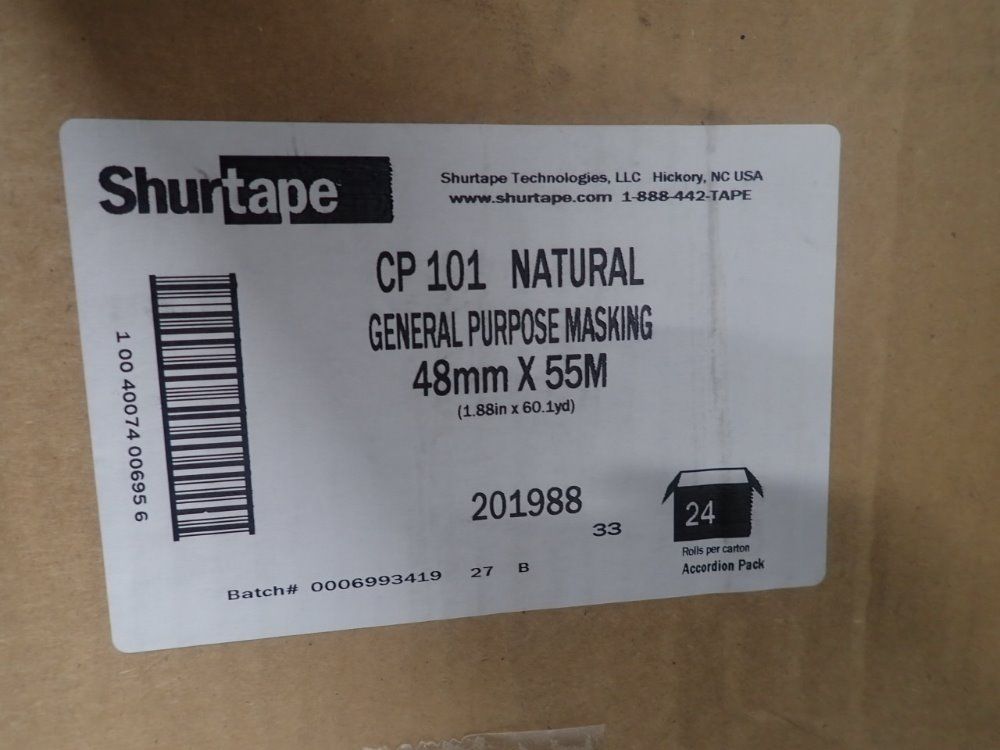 Shurtape
Shurtape Technologies, LLC Hickory, NC USA
www.shurtape.com 1-888-442-TAPE
CP 101 NATURAL
GENERAL PURPOSE MASKING
48mm X 55M
(1.88in x 60.1yd)
1 00 40074 00695 6
201988
33
24
Rolls per carton
Accordion Pack
Batch# 0006993419 27 B